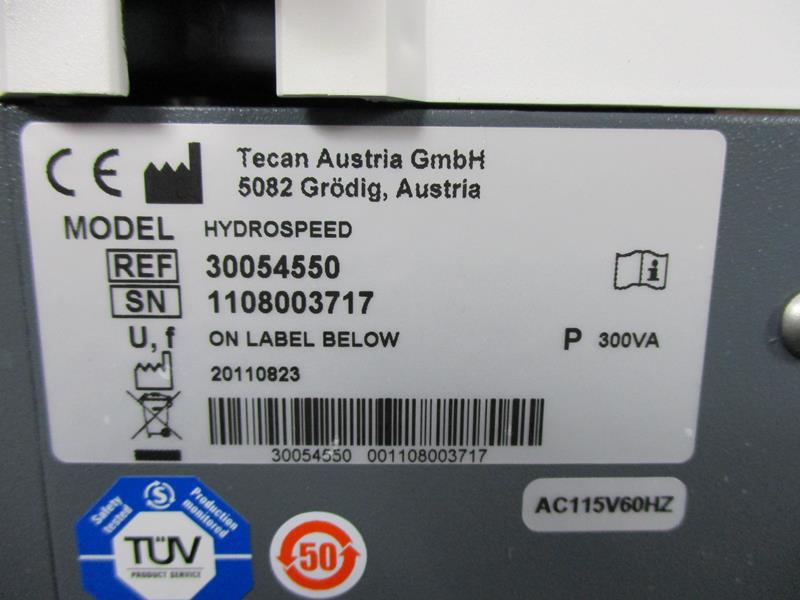 CE Tecan Austria GmbH
5082 Grödig, Austria
MODEL HYDROSPEED
REF 30054550
SN 1108003717
U, f ON LABEL BELOW P 300VA
20110823
30054550 001108003717
AC115V60HZ
Safety tested S Production monitored
TÜV
PRODUCT SERVICE
50